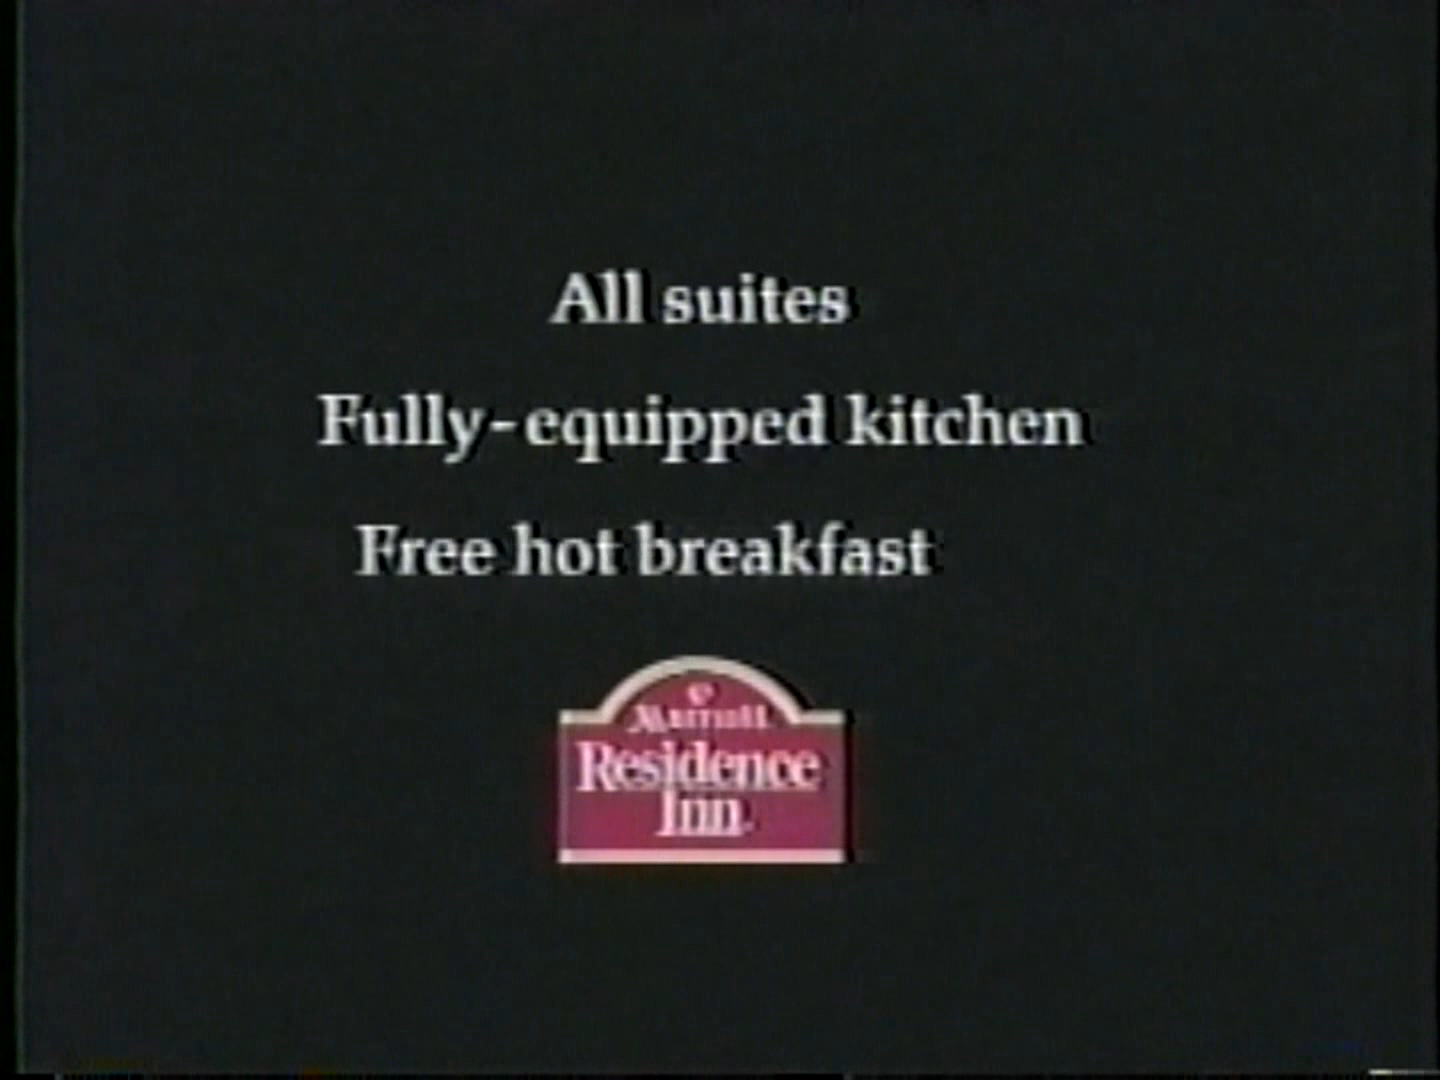 All suites
Fully-equipped kitchen
Free hot breakfast
Marriott
Residence
Inn